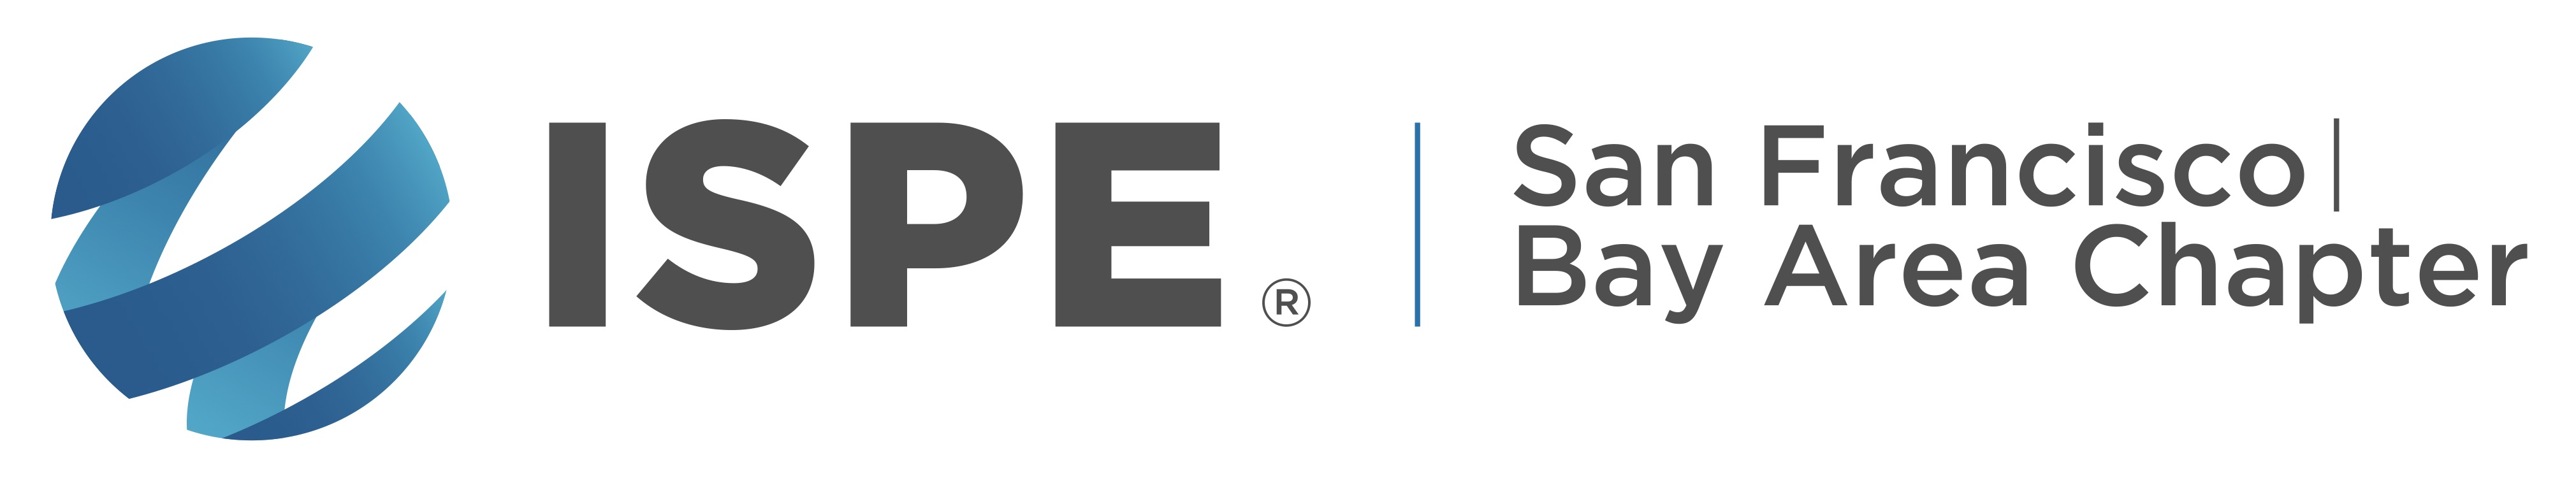 ISPE®
San Francisco|
Bay Area Chapter